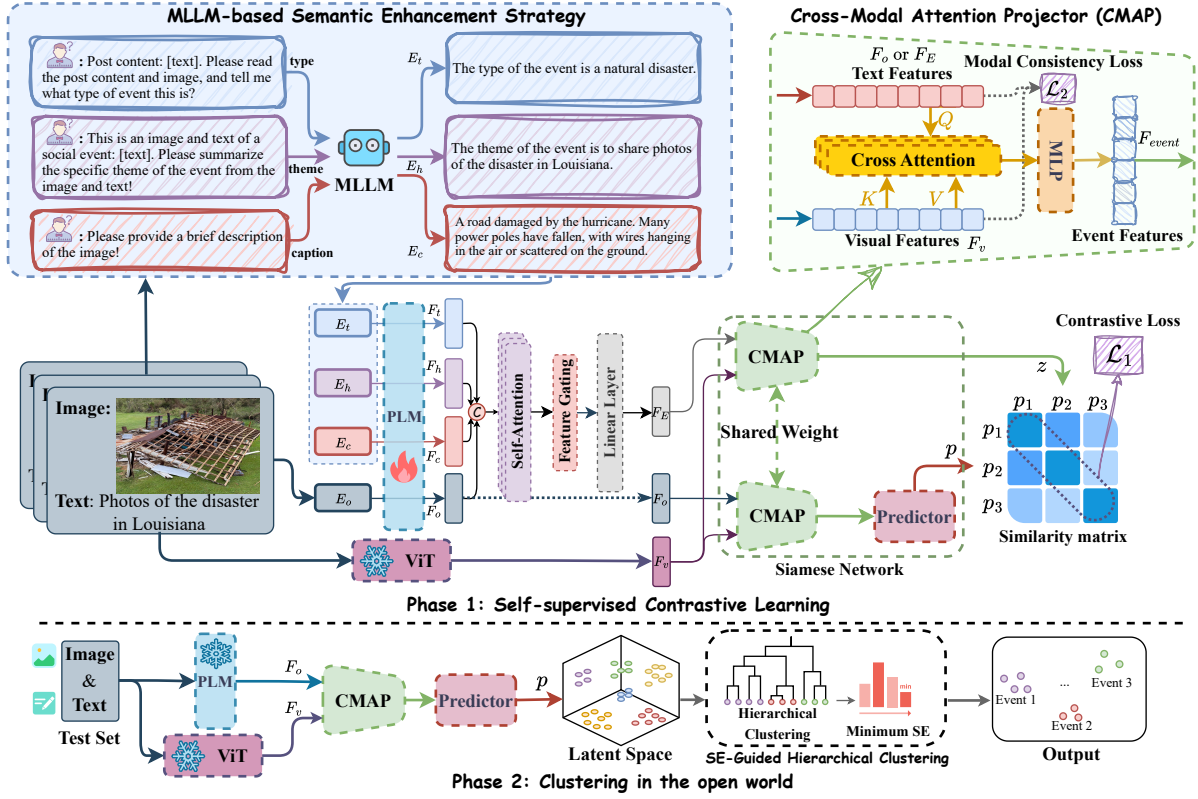 MLLM-based Semantic Enhancement Strategy
: Post content: [text]. Please read
the post content and image, and tell me
what type of event this is?
type
E_t
The type of the event is a natural disaster.
: This is an image and text of a
social event: [text]. Please summarize
the specific theme of the event from the
image and text!
theme
MLLM
E_h
The theme of the event is to share photos
of the disaster in Louisiana.
: Please provide a brief description
of the image!
caption
E_c
A road damaged by the hurricane. Many
power poles have fallen, with wires hanging
in the air or scattered on the ground.
Cross-Modal Attention Projector (CMAP)
F_o or F_E
Text Features
Modal Consistency Loss
L_2
Q
Cross Attention
MLP
F_event
K
V
Visual Features
F_v
Event Features
Image:
Text: Photos of the disaster
in Louisiana
E_t
E_h
E_c
E_o
PLM
F_t
F_h
F_c
F_o
C
Self-Attention
Feature Gating
Linear Layer
F_E
F_o
F_v
ViT
CMAP
Shared Weight
CMAP
Predictor
Siamese Network
z
p
Contrastive Loss
L_1
p_1 p_2 p_3
p_1
p_2
p_3
Similarity matrix
Phase 1: Self-supervised Contrastive Learning
Image
&
Text
Test Set
PLM
ViT
F_o
F_v
CMAP
Predictor
p
Latent Space
Hierarchical
Clustering
min
Minimum SE
SE-Guided Hierarchical Clustering
Event 1
...
Event 2
Event 3
Output
Phase 2: Clustering in the open world